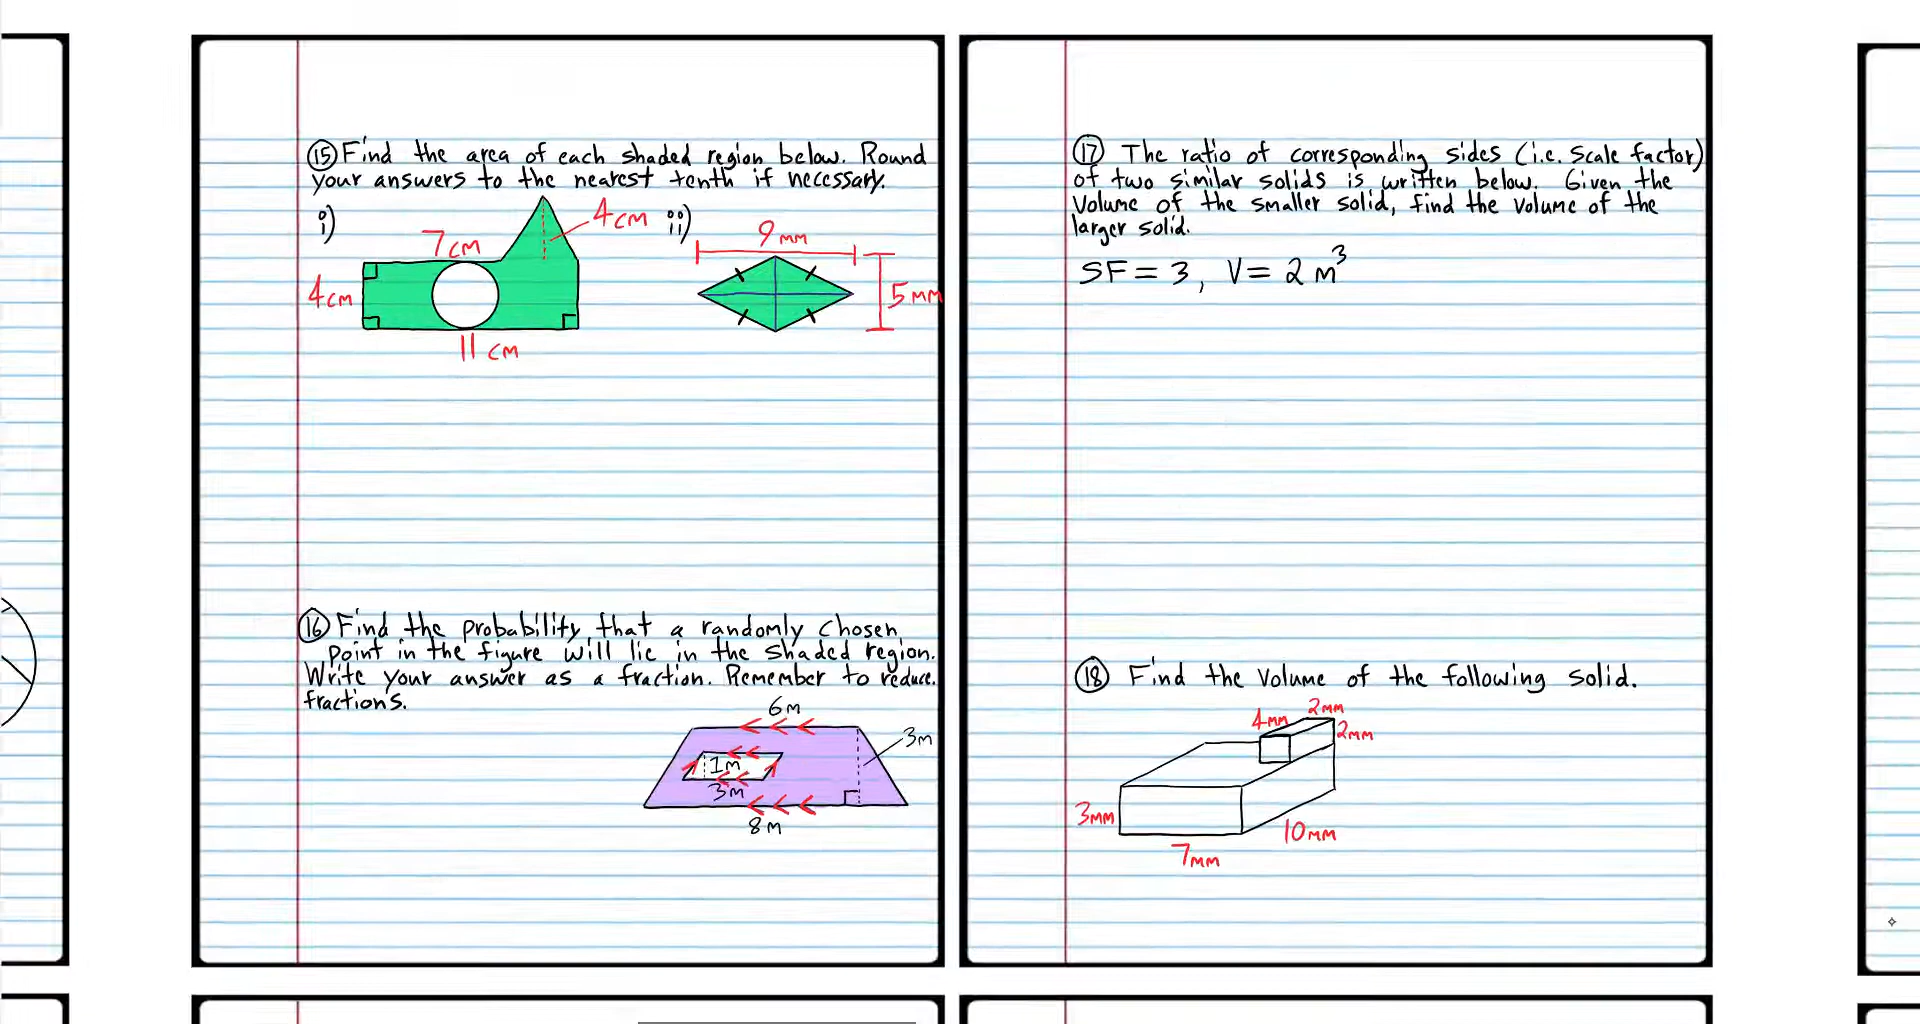 ⑮ Find the area of each shaded region below. Round
your answers to the nearest tenth if necessary.
i)
4cm
7cm
4cm
11cm
ii)
9mm
5mm
⑯ Find the probability that a randomly chosen
point in the figure will lie in the shaded region.
Write your answer as a fraction. Remember to reduce
fractions.
6m
3m
1m
3m
8m
⑰ The ratio of corresponding sides (i.e. scale factor)
of two similar solids is written below. Given the
Volume of the smaller solid, find the volume of the
larger solid.
SF = 3, V = 2 m³
⑱ Find the volume of the following solid.
2mm
4mm
2mm
3mm
10mm
7mm